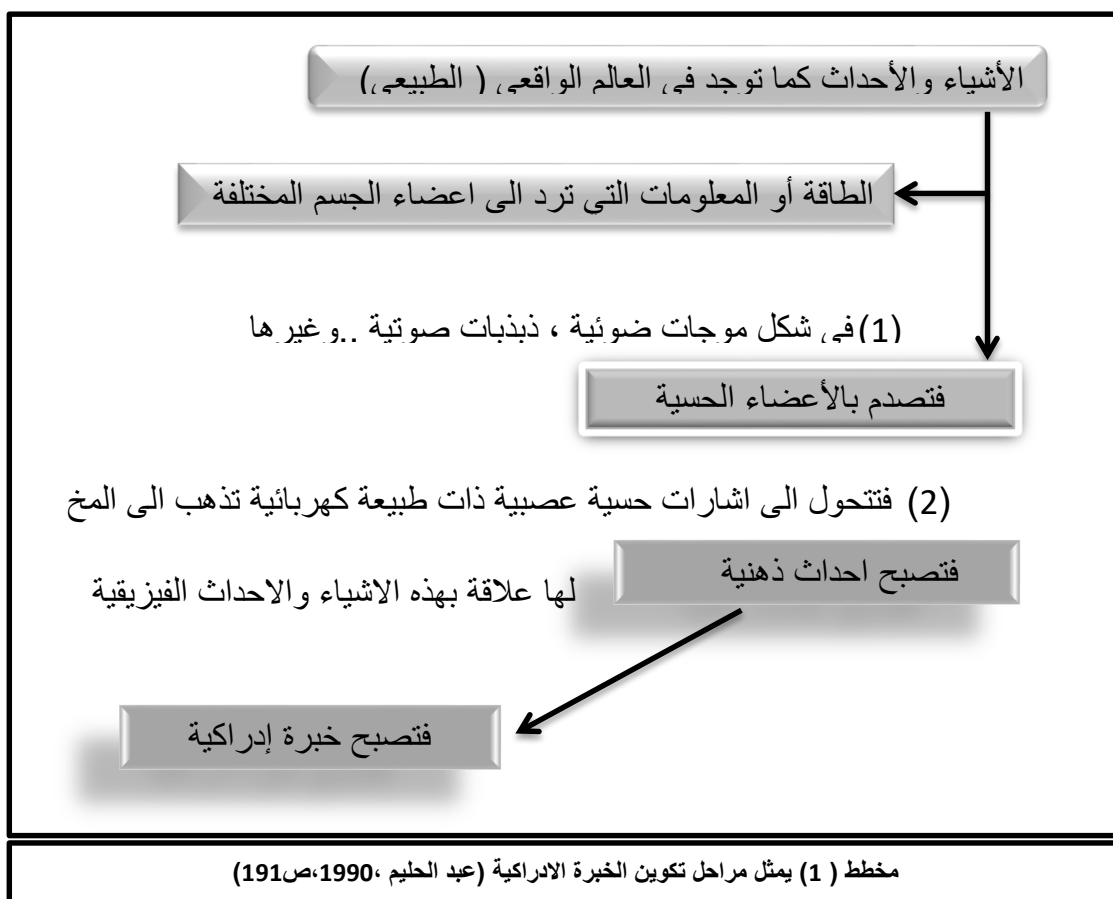 الأشياء والأحداث كما توجد في العالم الواقعي ( الطبيعي)
الطاقة أو المعلومات التي ترد الى اعضاء الجسم المختلفة
(1) في شكل موجات ضوئية ، ذبذبات صوتية ..وغيرها
فتصدم بالأعضاء الحسية
(2) فتتحول الى اشارات حسية عصبية ذات طبيعة كهربائية تذهب الى المخ
فتصبح احداث ذهنية
لها علاقة بهذه الاشياء والاحداث الفيزيقية
فتصبح خبرة إدراكية
مخطط ( 1) يمثل مراحل تكوين الخبرة الادراكية (عبد الحليم ،1990،ص191)